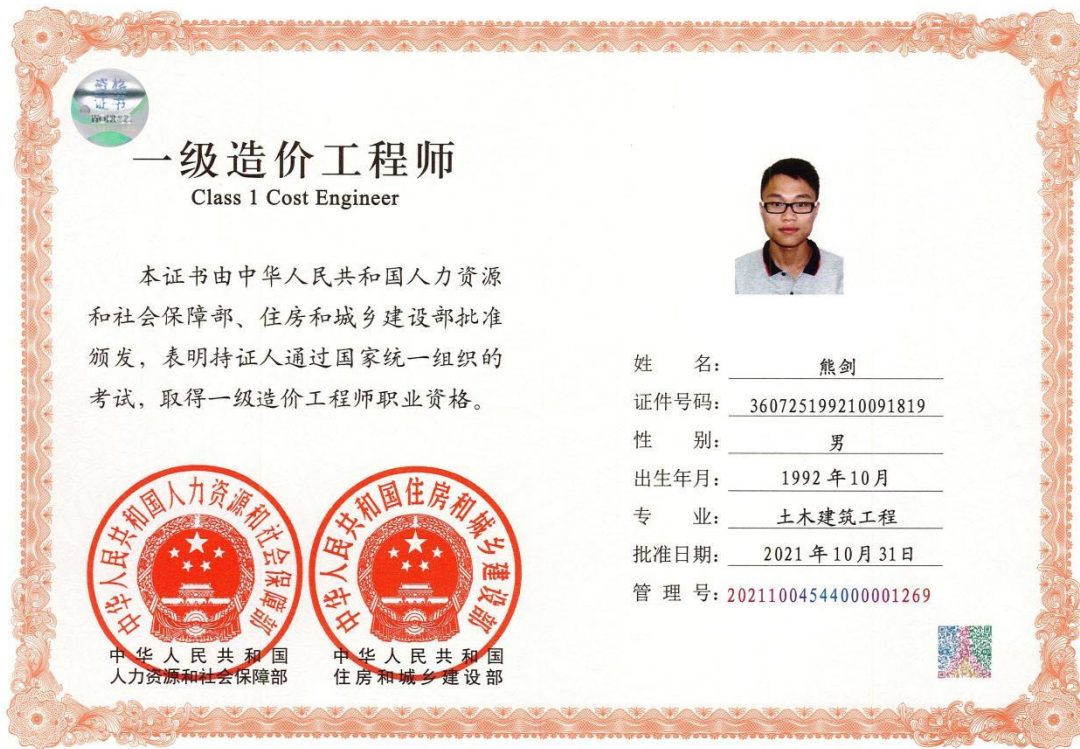 资格
证书
一级造价工程师
Class 1 Cost Engineer
本证书由中华人民共和国人力资源
和社会保障部、住房和城乡建设部批准
颁发，表明持证人通过国家统一组织的
考试，取得一级造价工程师职业资格。
中华人民共和国人力资源和社会保障部
中华人民共和国住房和城乡建设部
中华人民共和国
人力资源和社会保障部
中华人民共和国
住房和城乡建设部
姓名：熊剑
证件号码：360725199210091819
性别：男
出生年月：1992年10月
专业：土木建筑工程
批准日期：2021年10月31日
管理号：20211004544000001269